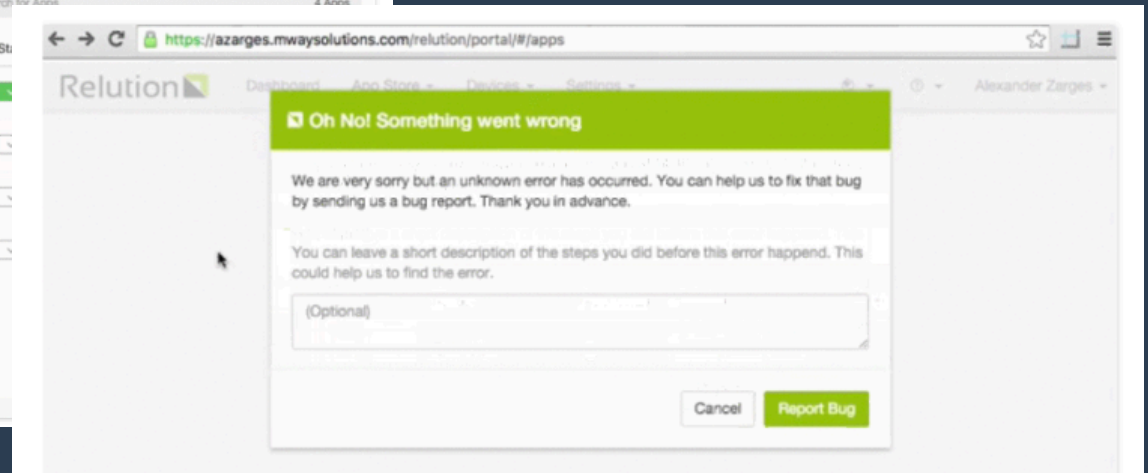 4 Apps
https://azarges.mwaysolutions.com/relution/portal/#/apps
Relution Dashboard App Store Devices Settings Alexander Zarges
Oh No! Something went wrong
We are very sorry but an unknown error has occurred. You can help us to fix that bug
by sending us a bug report. Thank you in advance.
You can leave a short description of the steps you did before this error happend. This
could help us to find the error.
(Optional)
Cancel Report Bug